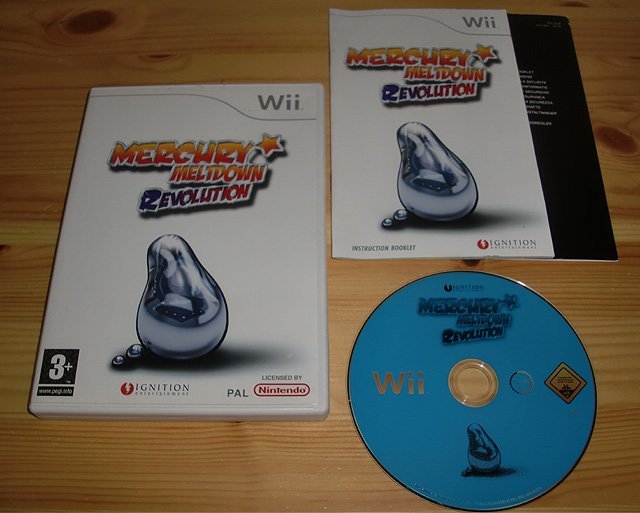 Wii
MERCURY
MELTDOWN
REVOLUTION
3+
www.pegi.info
IGNITION
entertainment
PAL
LICENSED BY
Nintendo
Wii
MERCURY
MELTDOWN
REVOLUTION
INSTRUCTION BOOKLET
IGNITION
entertainment
IGNITION
MERCURY
MELTDOWN
REVOLUTION
Wii